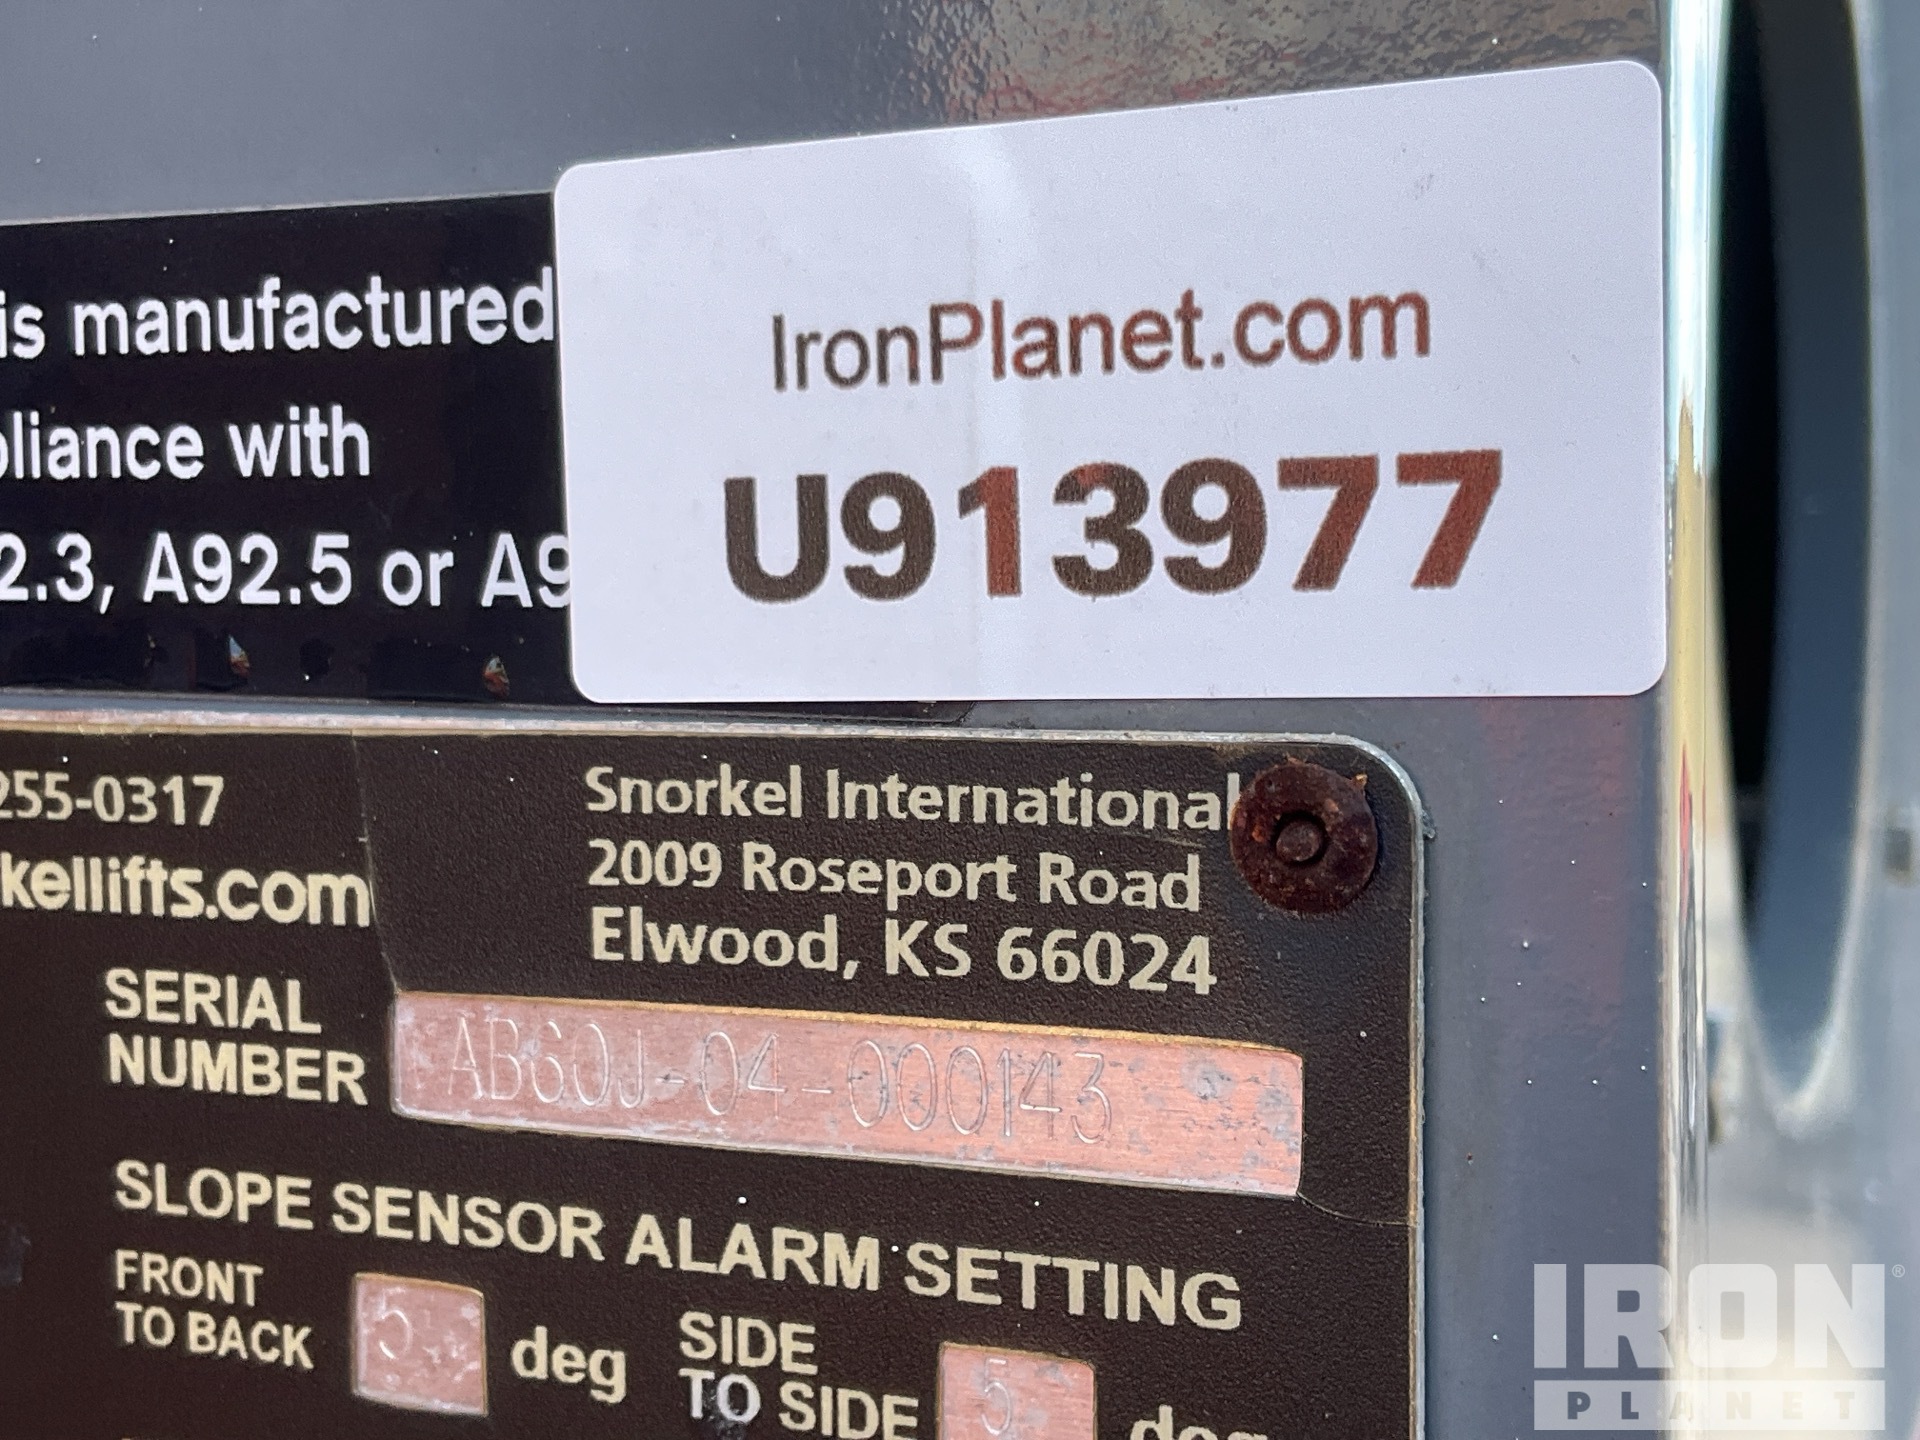 is manufactured
pliance with
2.3, A92.5 or A9
IronPlanet.com
U913977
255-0317
kellifts.com
Snorkel International
2009 Roseport Road
Elwood, KS 66024
SERIAL
NUMBER
AB60J-04-000143
SLOPE SENSOR ALARM SETTING
FRONT
TO BACK
5 deg
SIDE
TO SIDE
5 deg
IRON®
PLANET